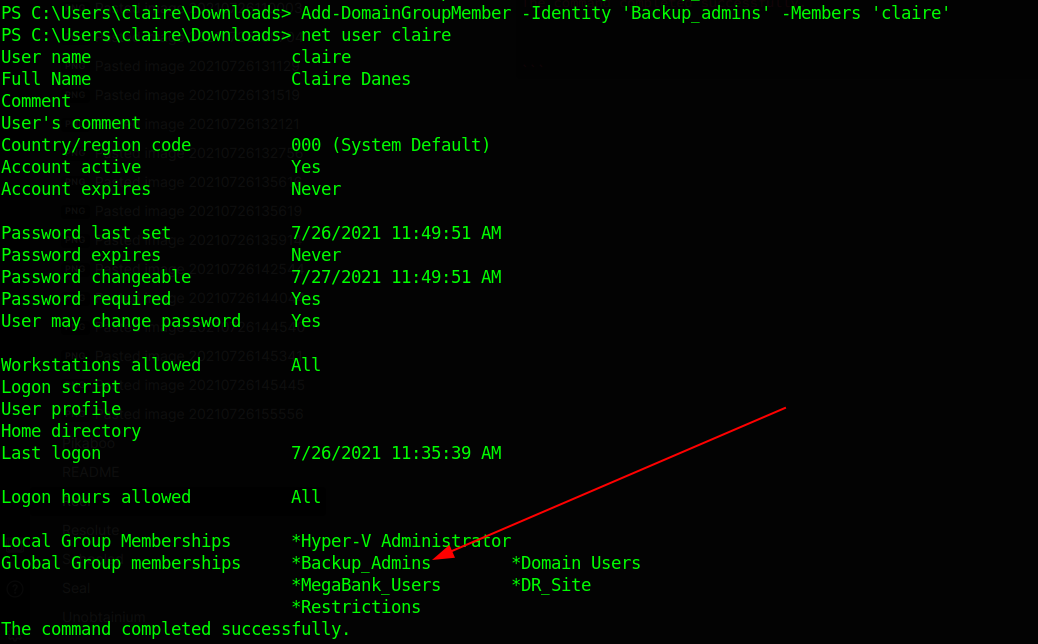 PS C:\Users\claire\Downloads> Add-DomainGroupMember -Identity 'Backup_admins' -Members 'claire'
PS C:\Users\claire\Downloads> net user claire
User name claire
Full Name Claire Danes
Comment
User's comment
Country/region code 000 (System Default)
Account active Yes
Account expires Never
Password last set 7/26/2021 11:49:51 AM
Password expires Never
Password changeable 7/27/2021 11:49:51 AM
Password required Yes
User may change password Yes
Workstations allowed All
Logon script
User profile
Home directory
Last logon 7/26/2021 11:35:39 AM
README
Logon hours allowed All
Local Group Memberships *Hyper-V Administrator
Global Group memberships *Backup_Admins *Domain Users
*MegaBank_Users *DR_Site
Seal
*Restrictions
Unobtainium
The command completed successfully.